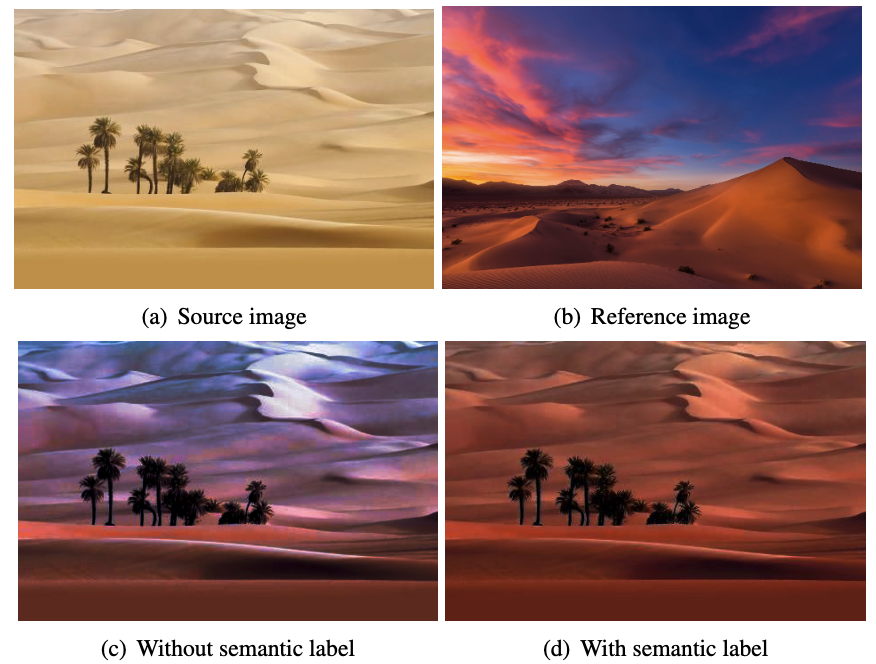 (a) Source image
(b) Reference image
(c) Without semantic label
(d) With semantic label